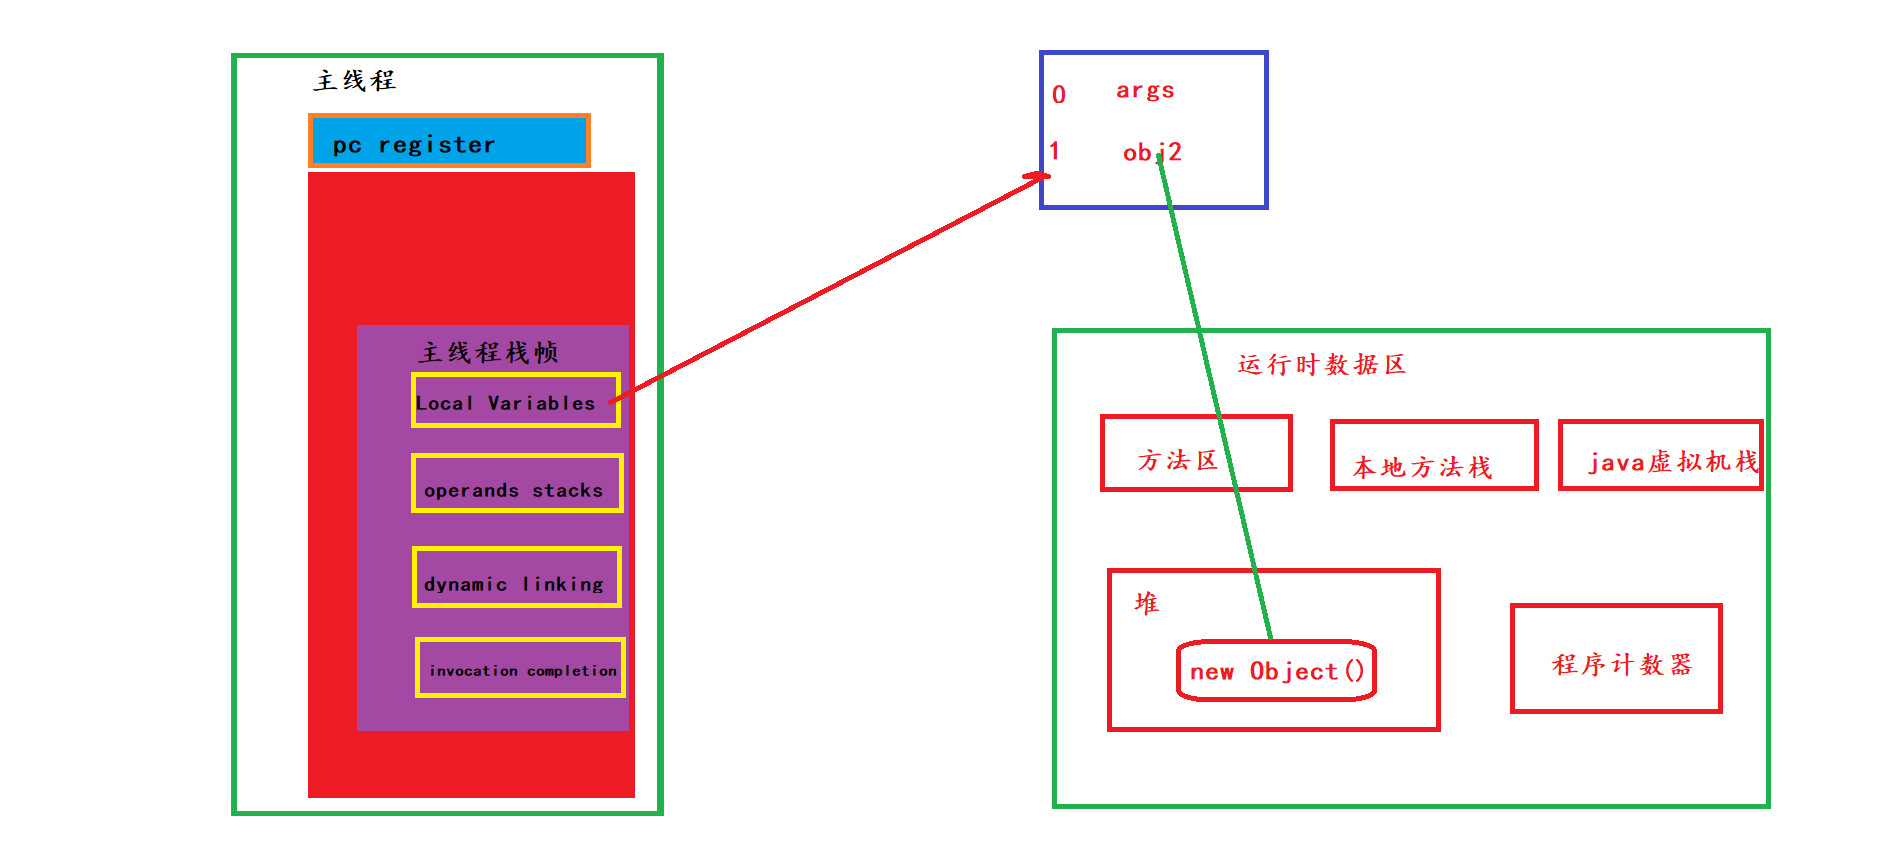 主线程
pc register
主线程栈帧
Local Variables
operands stacks
dynamic linking
invocation completion
0 args
1 obj2
运行时数据区
方法区
本地方法栈
java虚拟机栈
堆
new Object()
程序计数器